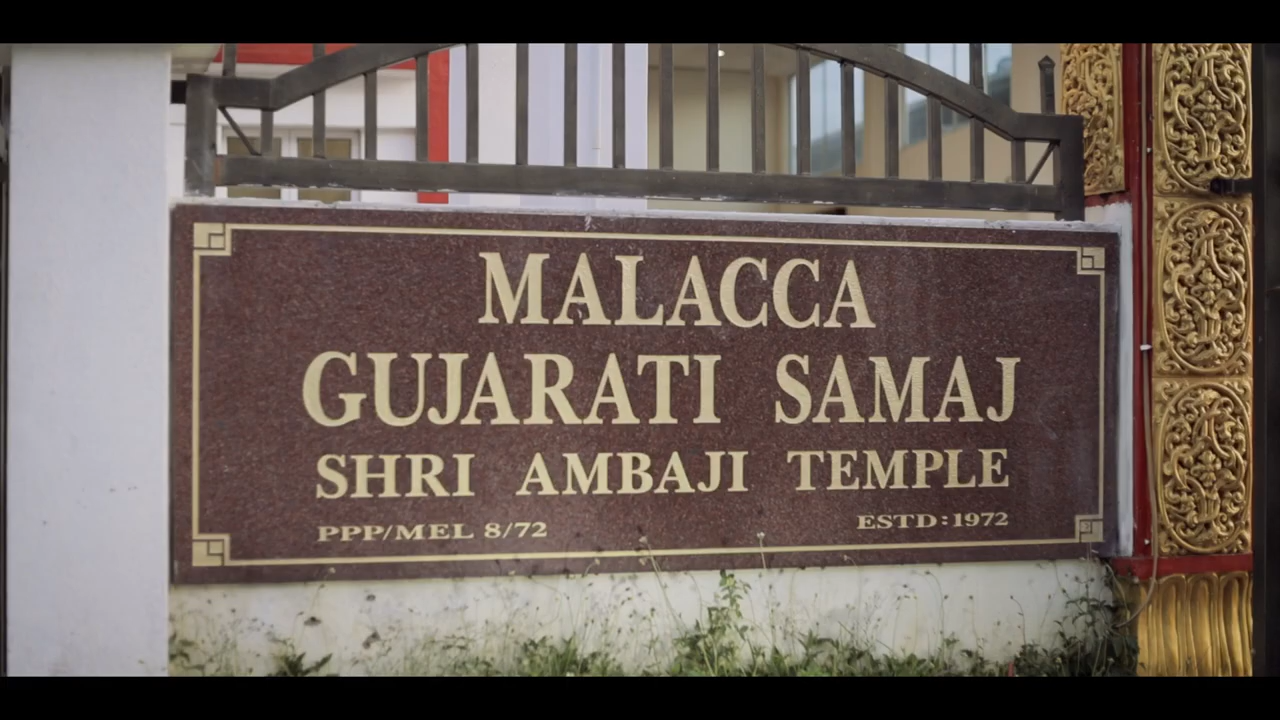 MALACCA
GUJARATI SAMAJ
SHRI AMBAJI TEMPLE
PPP/MEL 8/72 ESTD:1972